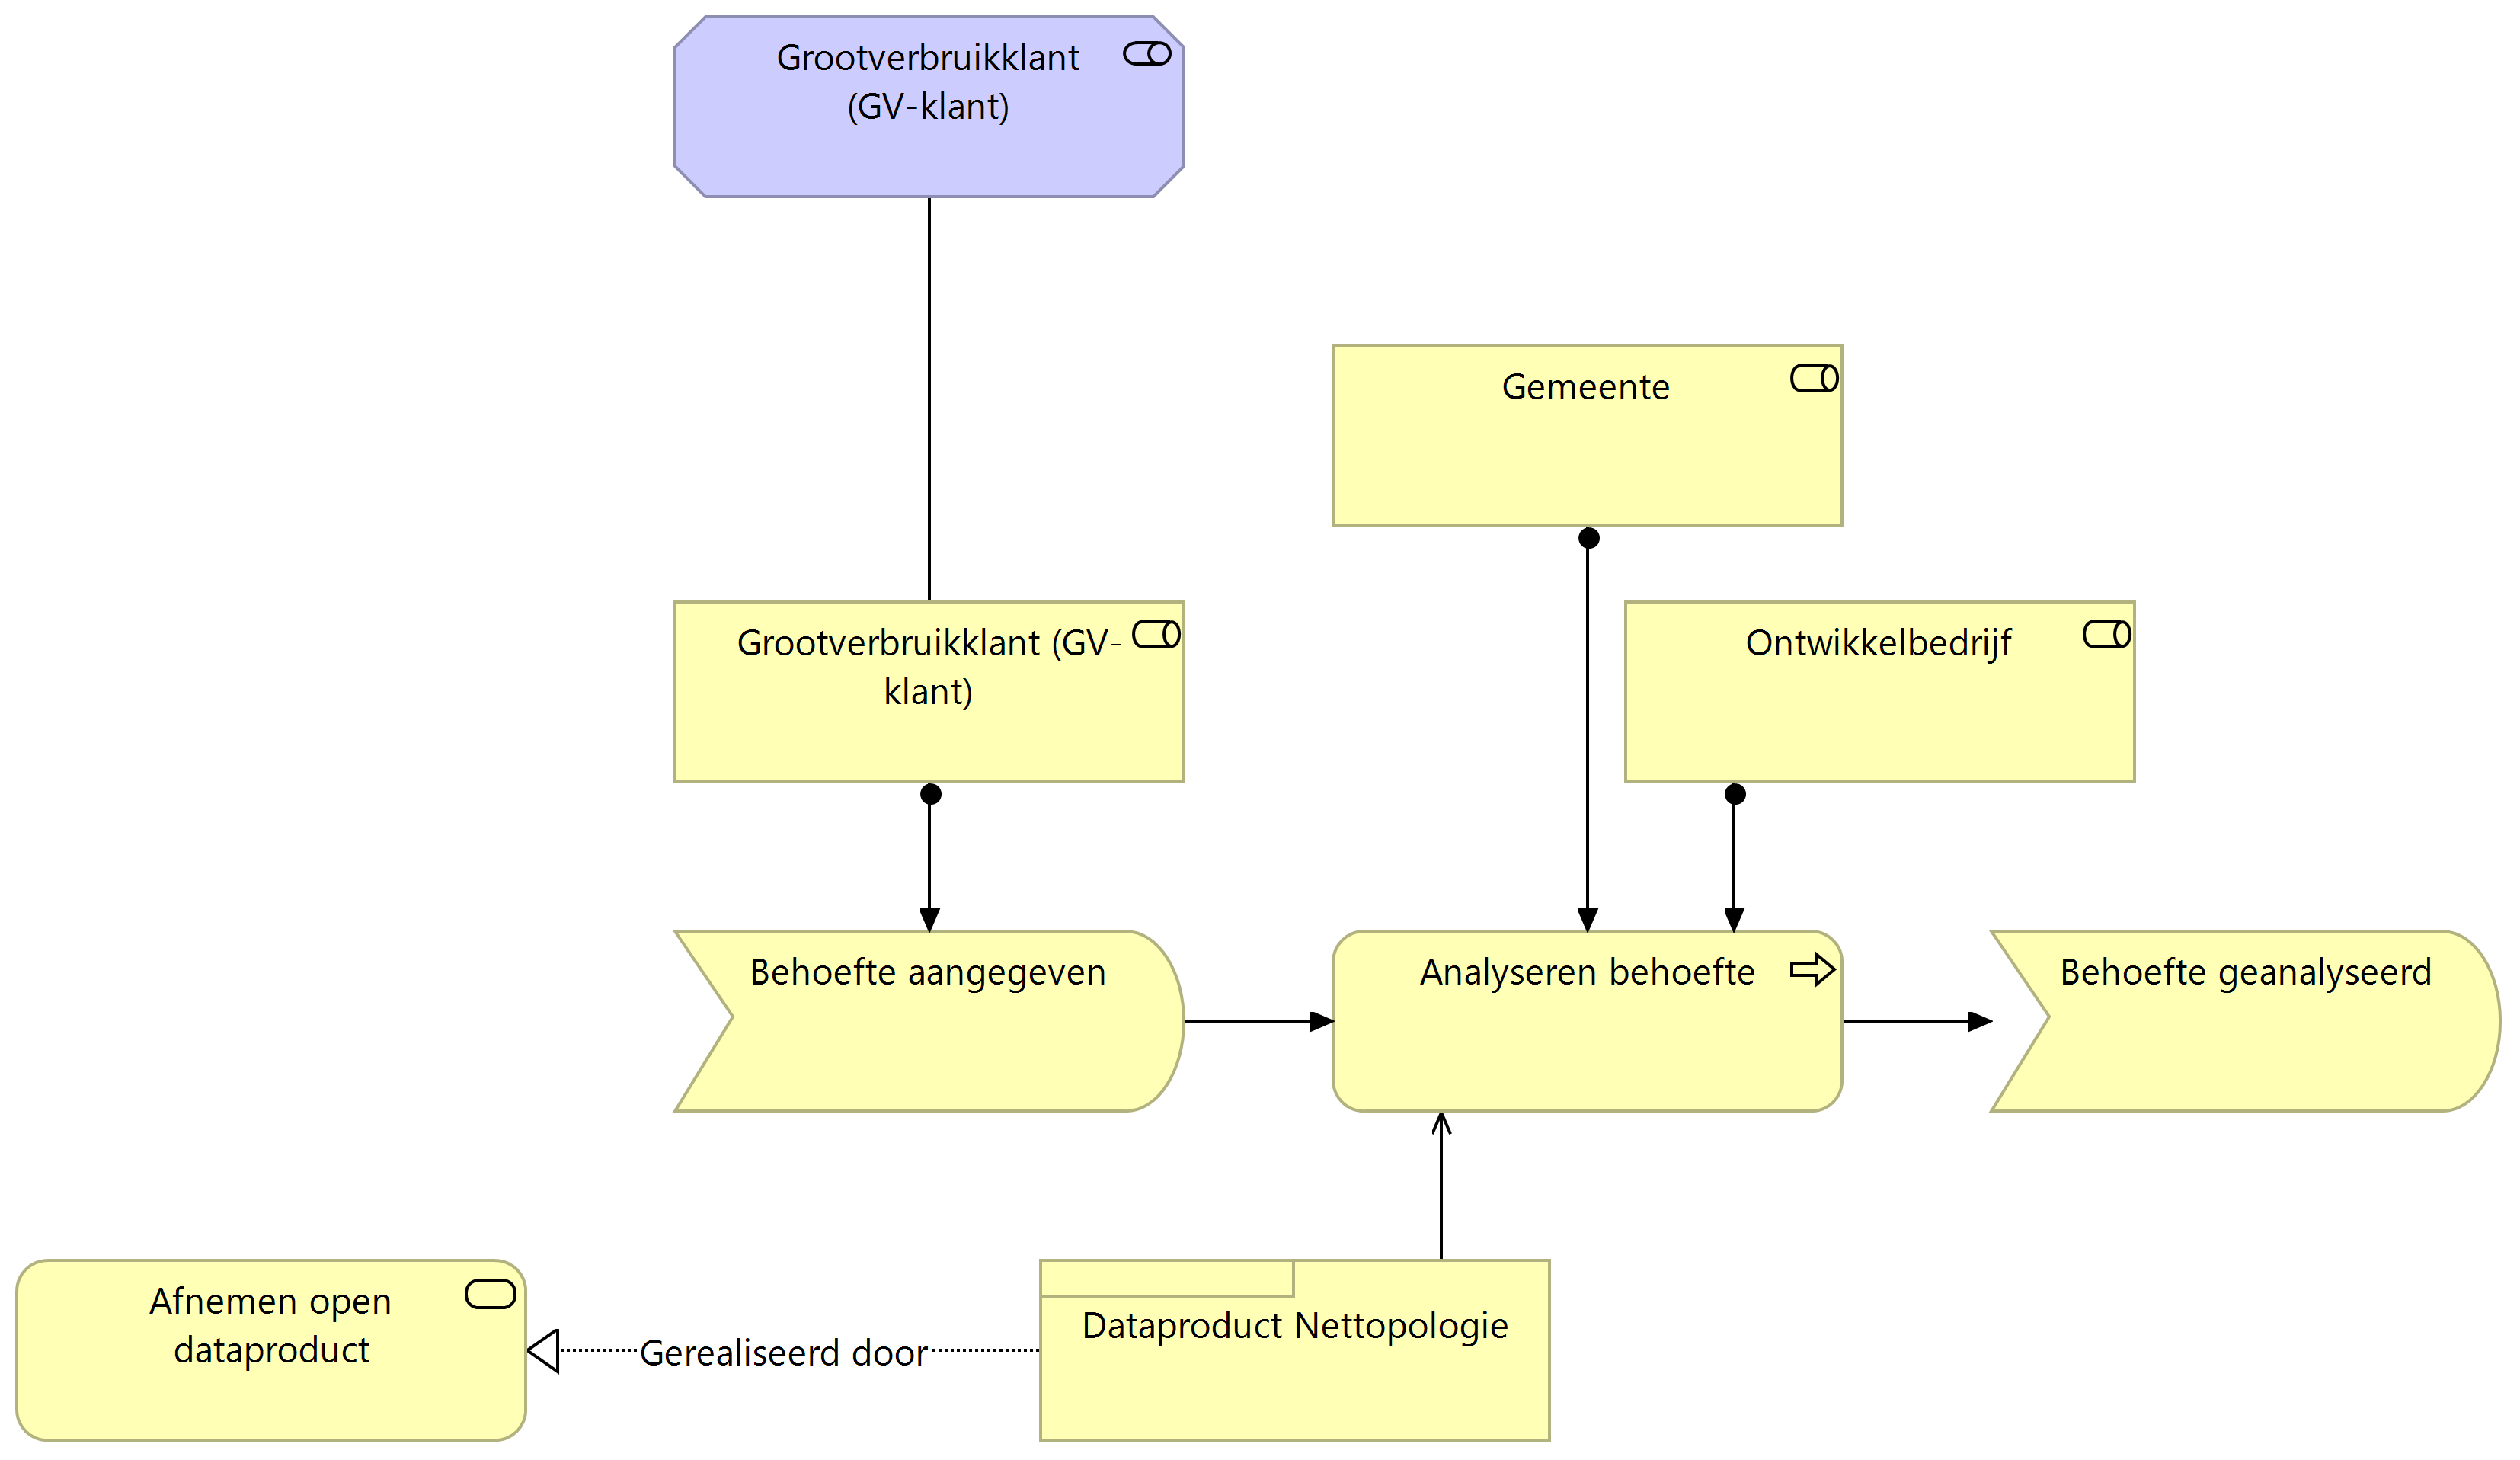 Grootverbruikklant
(GV-klant)
Gemeente
Grootverbruikklant (GV-
klant)
Ontwikkelbedrijf
Behoefte aangegeven
Analyseren behoefte
Behoefte geanalyseerd
Afnemen open
dataproduct
Gerealiseerd door
Dataproduct Nettopologie